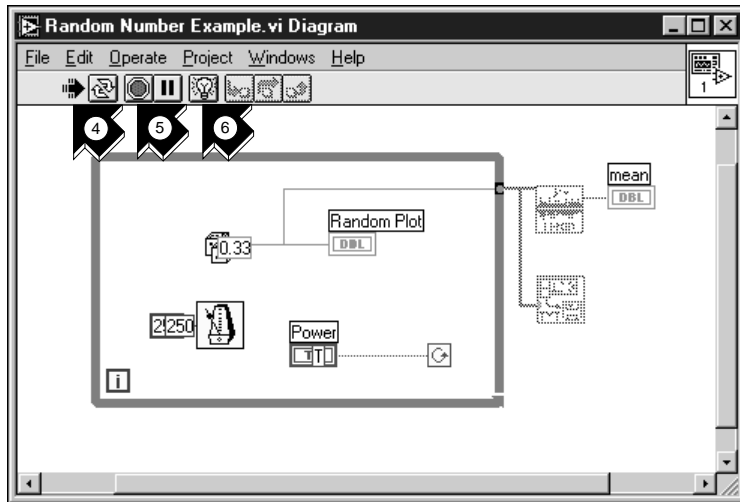 Random Number Example.vi Diagram
File Edit Operate Project Windows Help
1
4 5 6
mean
DBL
Random Plot
DBL
0.33
250
Power
T
i